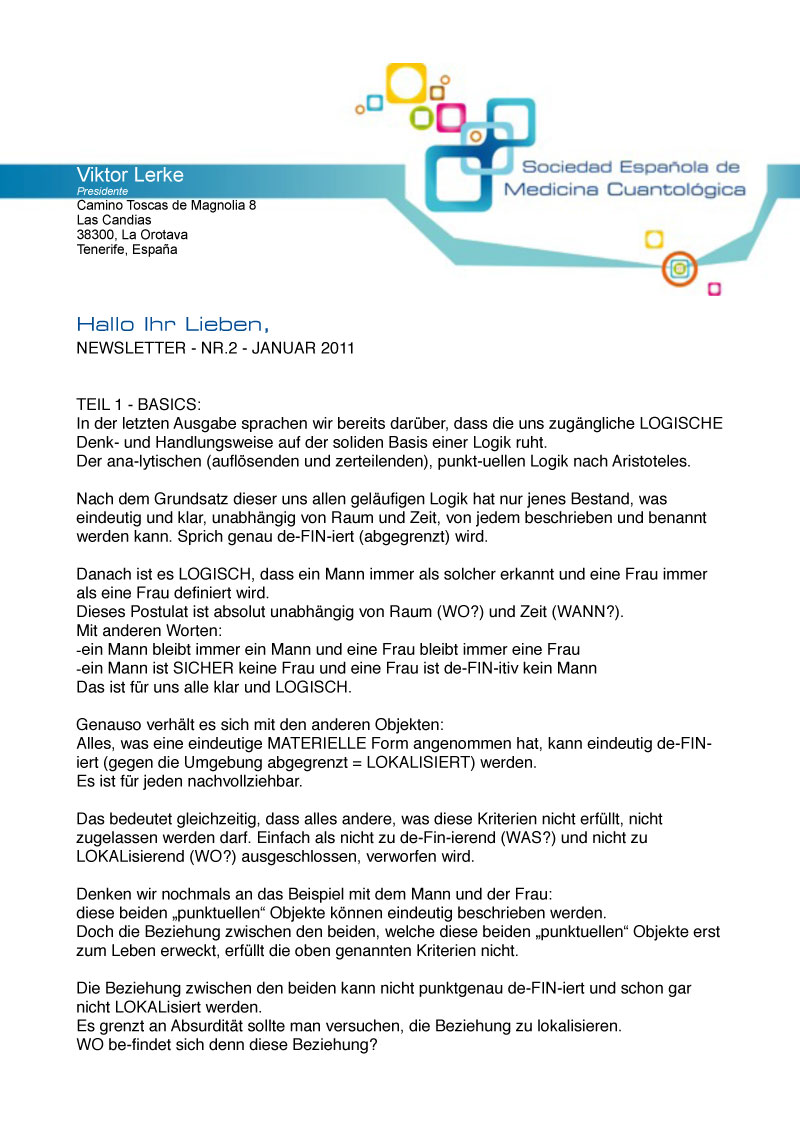 Sociedad Española de
Medicina Cuantológica
Viktor Lerke
Presidente
Camino Toscas de Magnolia 8
Las Candias
38300, La Orotava
Tenerife, España
Hallo Ihr Lieben,
NEWSLETTER - NR.2 - JANUAR 2011
TEIL 1 - BASICS:
In der letzten Ausgabe sprachen wir bereits darüber, dass die uns zugängliche LOGISCHE
Denk- und Handlungsweise auf der soliden Basis einer Logik ruht.
Der ana-lytischen (auflösenden und zerteilenden), punkt-uellen Logik nach Aristoteles.
Nach dem Grundsatz dieser uns allen geläufigen Logik hat nur jenes Bestand, was
eindeutig und klar, unabhängig von Raum und Zeit, von jedem beschrieben und benannt
werden kann. Sprich genau de-FIN-iert (abgegrenzt) wird.
Danach ist es LOGISCH, dass ein Mann immer als solcher erkannt und eine Frau immer
als eine Frau definiert wird.
Dieses Postulat ist absolut unabhängig von Raum (WO?) und Zeit (WANN?).
Mit anderen Worten:
-ein Mann bleibt immer ein Mann und eine Frau bleibt immer eine Frau
-ein Mann ist SICHER keine Frau und eine Frau ist de-FIN-itiv kein Mann
Das ist für uns alle klar und LOGISCH.
Genauso verhält es sich mit den anderen Objekten:
Alles, was eine eindeutige MATERIELLE Form angenommen hat, kann eindeutig de-FIN-
iert (gegen die Umgebung abgegrenzt = LOKALISIERT) werden.
Es ist für jeden nachvollziehbar.
Das bedeutet gleichzeitig, dass alles andere, was diese Kriterien nicht erfüllt, nicht
zugelassen werden darf. Einfach als nicht zu de-Fin-ierend (WAS?) und nicht zu
LOKALisierend (WO?) ausgeschlossen, verworfen wird.
Denken wir nochmals an das Beispiel mit dem Mann und der Frau:
diese beiden „punktuellen“ Objekte können eindeutig beschrieben werden.
Doch die Beziehung zwischen den beiden, welche diese beiden „punktuellen“ Objekte erst
zum Leben erweckt, erfüllt die oben genannten Kriterien nicht.
Die Beziehung zwischen den beiden kann nicht punktgenau de-FIN-iert und schon gar
nicht LOKALisiert werden.
Es grenzt an Absurdität sollte man versuchen, die Beziehung zu lokalisieren.
WO be-findet sich denn diese Beziehung?